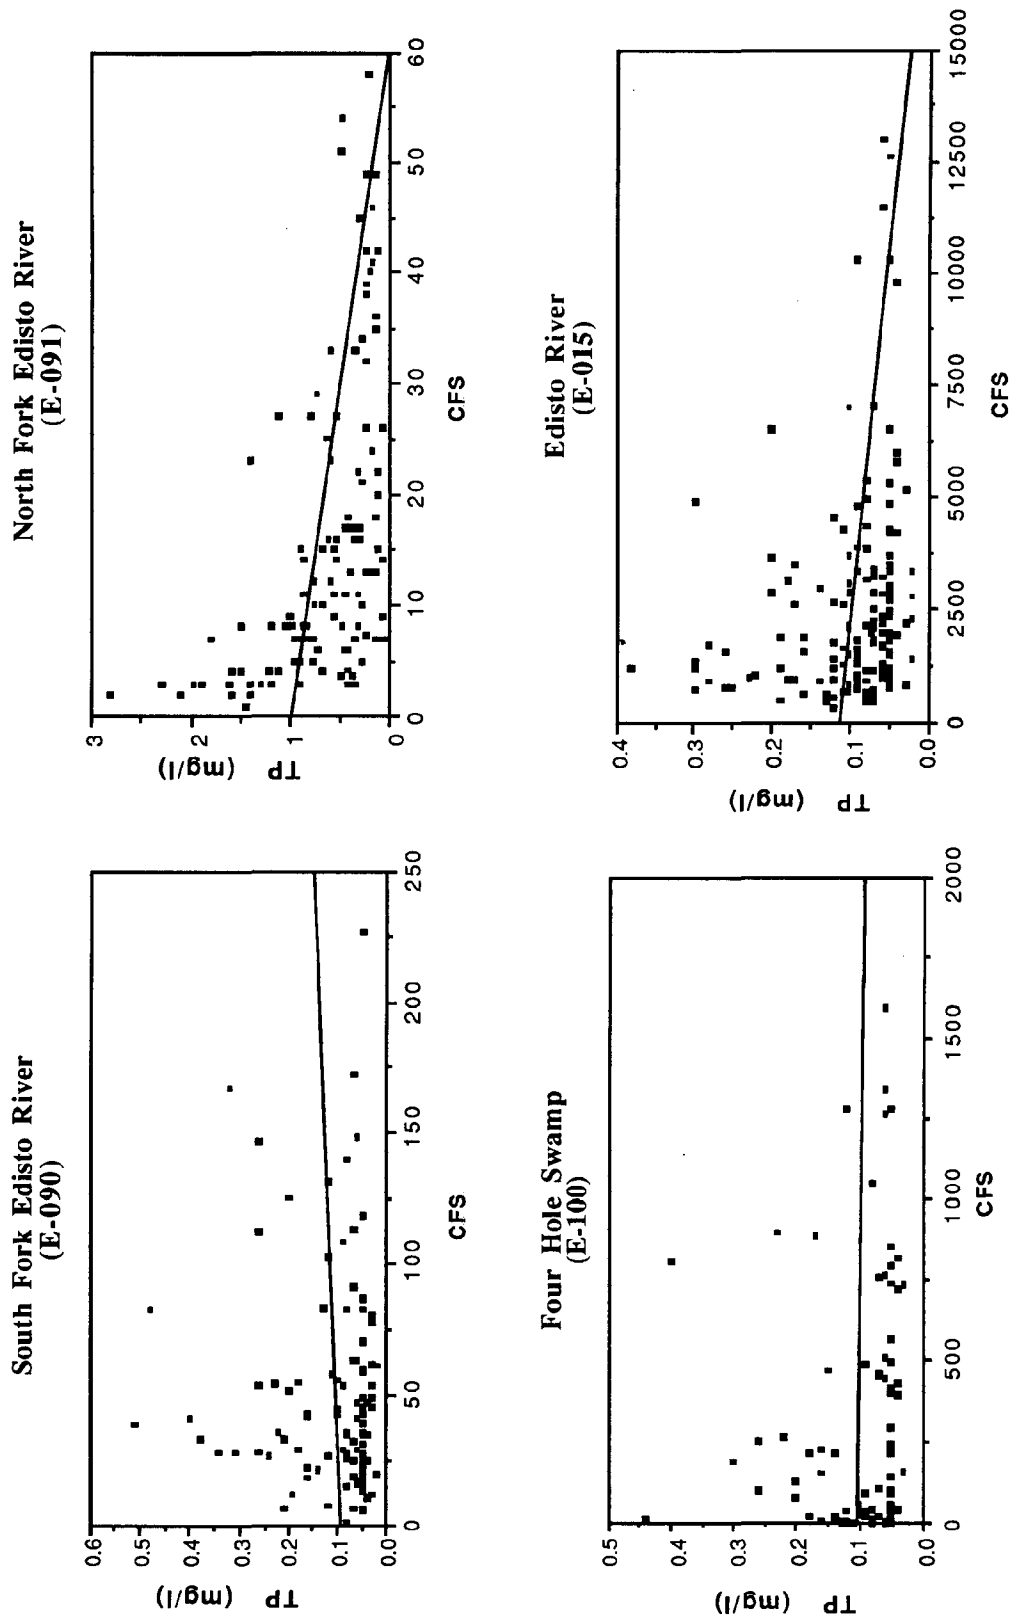 South Fork Edisto River
(E-090)
TP (mg/l)
0.6
0.5
0.4
0.3
0.2
0.1
0.0
0 50 100 150 200 250
CFS
North Fork Edisto River
(E-091)
TP (mg/l)
3
2
1
0
0 10 20 30 40 50 60
CFS
Four Hole Swamp
(E-100)
TP (mg/l)
0.5
0.4
0.3
0.2
0.1
0.0
0 500 1000 1500 2000
CFS
Edisto River
(E-015)
TP (mg/l)
0.4
0.3
0.2
0.1
0.0
0 2500 5000 7500 10000 12500 15000
CFS